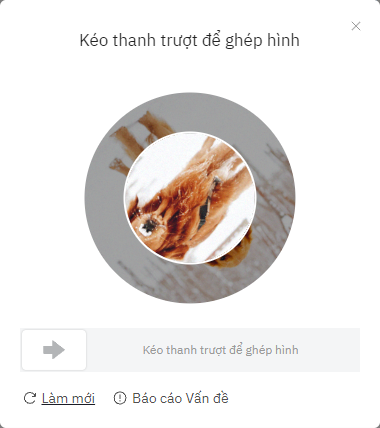 Kéo thanh trượt để ghép hình
Kéo thanh trượt để ghép hình
Làm mới
Báo cáo Vấn đề